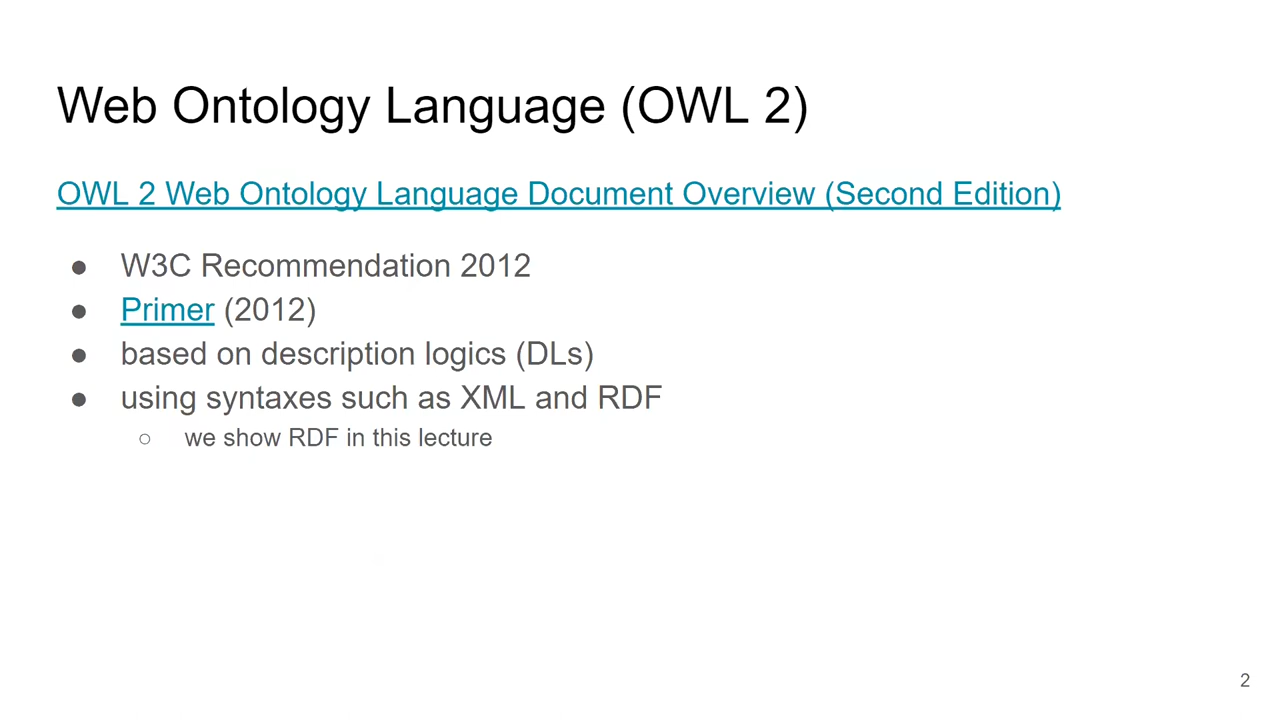 Web Ontology Language (OWL 2)
OWL 2 Web Ontology Language Document Overview (Second Edition)
● W3C Recommendation 2012
● Primer (2012)
● based on description logics (DLs)
● using syntaxes such as XML and RDF
○ we show RDF in this lecture
2